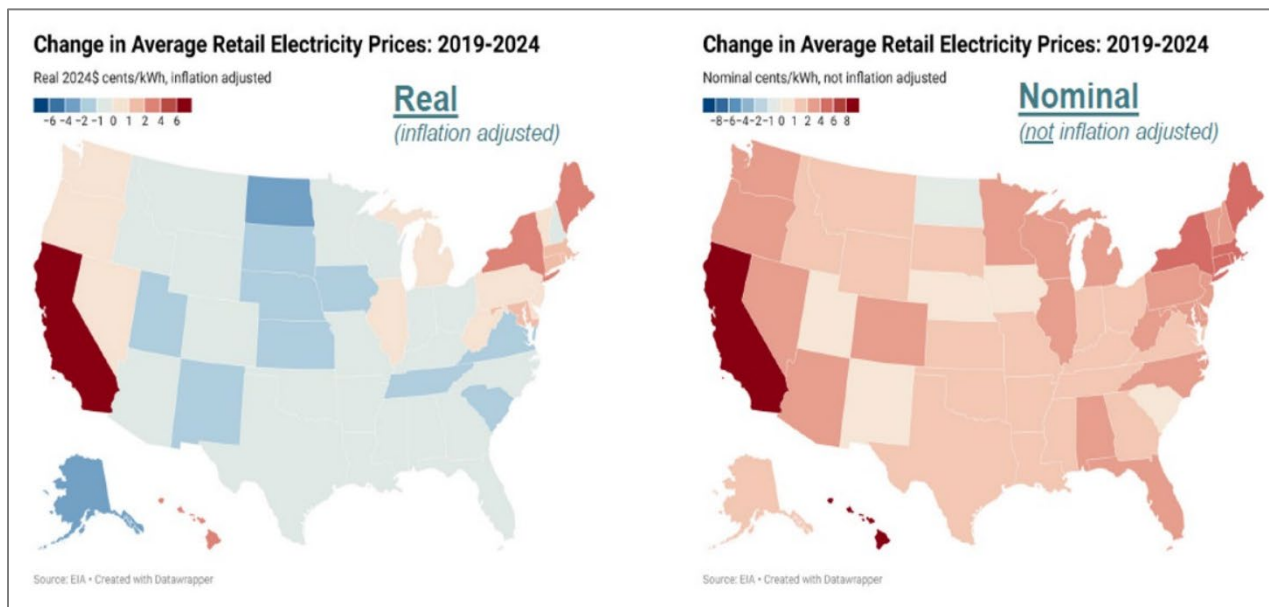 Change in Average Retail Electricity Prices: 2019-2024
Real 2024$ cents/kWh, inflation adjusted
−6 −4 −2 −1 0 1 2 4 6
Real
(inflation adjusted)
Source: EIA • Created with Datawrapper
Change in Average Retail Electricity Prices: 2019-2024
Nominal cents/kWh, not inflation adjusted
−8 −6 −4 −2 −1 0 1 2 4 6 8
Nominal
(not inflation adjusted)
Source: EIA • Created with Datawrapper